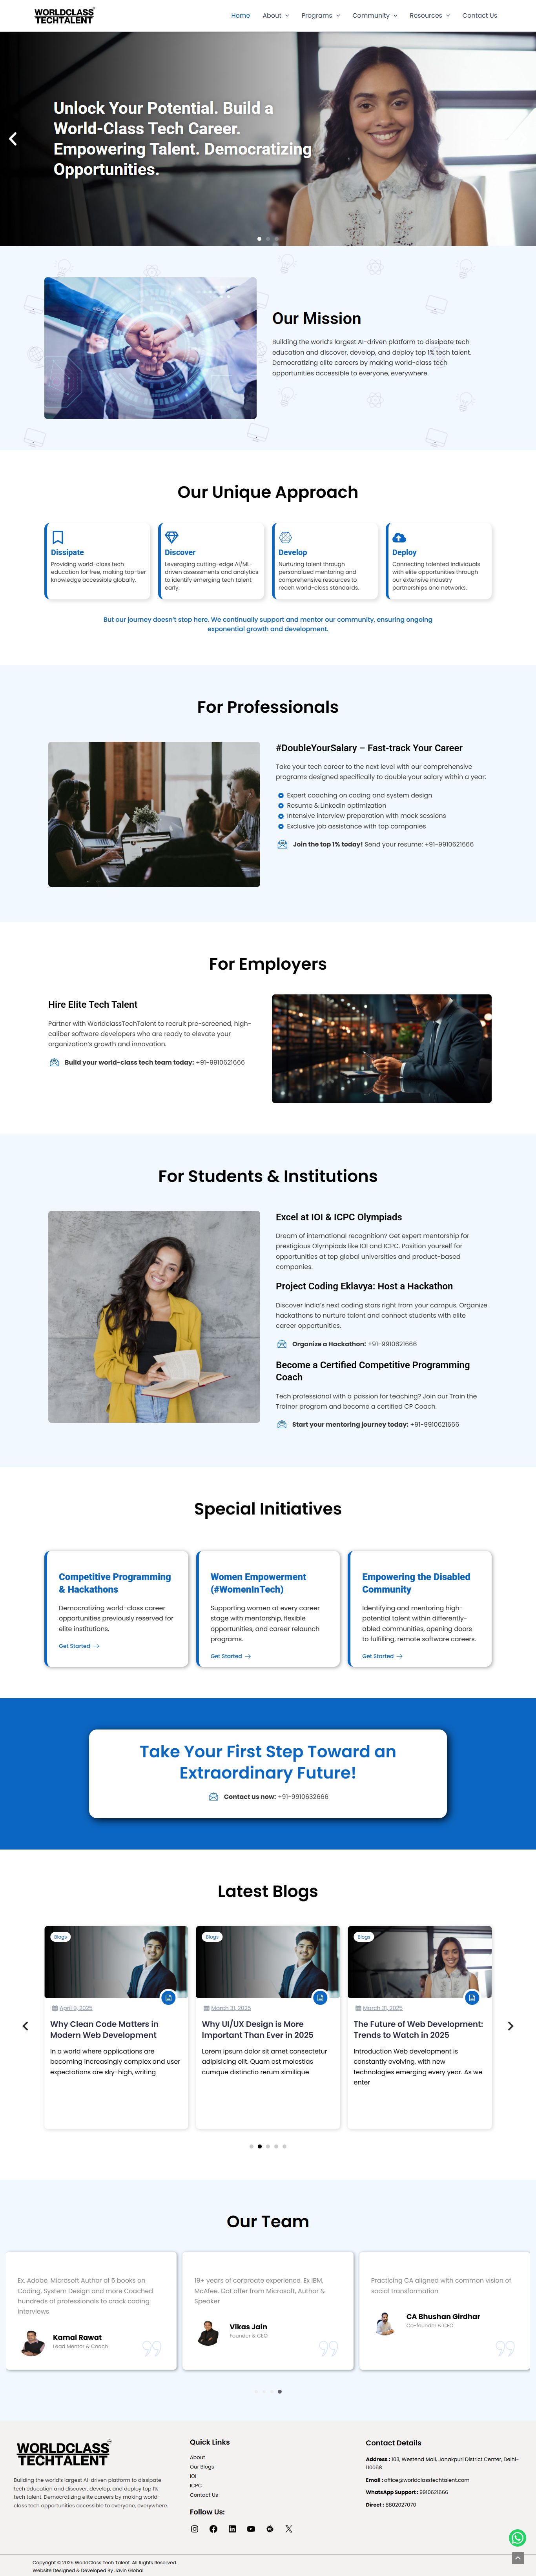 WORLDCLASS
TECHTALENT
Home About Programs Community Resources Contact Us
Unlock Your Potential. Build a
World-Class Tech Career.
Empowering Talent. Democratizing
Opportunities.
Our Mission
Building the world's largest AI-driven platform to dissipate tech
education and discover, develop, and deploy top 1% tech talent.
Democratizing elite careers by making world-class tech
opportunities accessible to everyone, everywhere.
Our Unique Approach
Dissipate
Providing world-class tech
education for free, making top-tier
knowledge accessible globally.
Discover
Leveraging cutting-edge AI/ML-
driven assessments and analytics
to identify emerging tech talent
early.
Develop
Nurturing talent through
personalized mentoring and
comprehensive resources to
reach world-class standards.
Deploy
Connecting talented individuals
with elite opportunities through
our extensive industry
partnerships and networks.
But our journey doesn't stop here. We continually support and mentor our community, ensuring ongoing
exponential growth and development.
For Professionals
#DoubleYourSalary – Fast-track Your Career
Take your tech career to the next level with our comprehensive
programs designed specifically to double your salary within a year:
Expert coaching on coding and system design
Resume & LinkedIn optimization
Intensive interview preparation with mock sessions
Exclusive job assistance with top companies
Join the top 1% today! Send your resume: +91-9910621666
For Employers
Hire Elite Tech Talent
Partner with WorldclassTechTalent to recruit pre-screened, high-
caliber software developers who are ready to elevate your
organization's growth and innovation.
Build your world-class tech team today: +91-9910621666
For Students & Institutions
Excel at IOI & ICPC Olympiads
Dream of international recognition? Get expert mentorship for
prestigious Olympiads like IOI and ICPC. Position yourself for
opportunities at top global universities and product-based
companies.
Project Coding Eklavya: Host a Hackathon
Discover India's next coding stars right from your campus. Organize
hackathons to nurture talent and connect students with elite
career opportunities.
Organize a Hackathon: +91-9910621666
Become a Certified Competitive Programming
Coach
Tech professional with a passion for teaching? Join our Train the
Trainer program and become a certified CP Coach.
Start your mentoring journey today: +91-9910621666
Special Initiatives
Competitive Programming
& Hackathons
Democratizing world-class career
opportunities previously reserved for
elite institutions.
Get Started
Women Empowerment
(#WomenInTech)
Supporting women at every career
stage with mentorship, flexible
opportunities, and career relaunch
programs.
Get Started
Empowering the Disabled
Community
Identifying and mentoring high-
potential talent within differently-
abled communities, opening doors
to fulfilling, remote software careers.
Get Started
Take Your First Step Toward an
Extraordinary Future!
Contact us now: +91-9910632666
Latest Blogs
Blogs
April 9, 2025
Why Clean Code Matters in
Modern Web Development
In a world where applications are
becoming increasingly complex and user
expectations are sky-high, writing
Blogs
March 31, 2025
Why UI/UX Design is More
Important Than Ever in 2025
Lorem ipsum dolor sit amet consectetur
adipisicing elit. Quam est molestias
cumque distinctio rerum similique
Blogs
March 31, 2025
The Future of Web Development:
Trends to Watch in 2025
Introduction Web development is
constantly evolving, with new
technologies emerging every year. As we
enter
Our Team
Ex. Adobe, Microsoft Author of 5 books on
Coding, System Design and more Coached
hundreds of professionals to crack coding
interviews
Kamal Rawat
Lead Mentor & Coach
19+ years of corproate experience. Ex IBM,
McAfee. Got offer from Microsoft, Author &
Speaker
Vikas Jain
Founder & CEO
Practicing CA aligned with common vision of
social transformation
CA Bhushan Girdhar
Co-founder & CFO
WORLDCLASS
TECHTALENT
Building the world's largest AI-driven platform to dissipate
tech education and discover, develop, and deploy top 1%
tech talent. Democratizing elite careers by making world-
class tech opportunities accessible to everyone, everywhere.
Quick Links
About
Our Blogs
IOI
ICPC
Contact Us
Follow Us:
Contact Details
Address : 103, Westend Mall, Janakpuri District Center, Delhi-
110058
Email : office@worldclasstechtalent.com
WhatsApp Support : 9910621666
Direct : 8802027070
Copyright © 2025 WorldClass Tech Talent. All Rights Reserved.
Website Designed & Developed By Javin Global